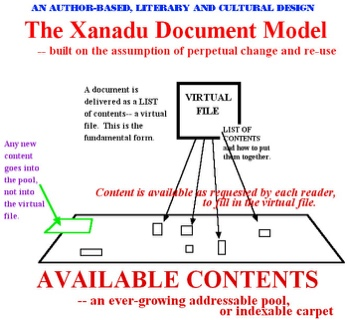 AN AUTHOR-BASED, LITERARY AND CULTURAL DESIGN
The Xanadu Document Model
-- built on the assumption of perpetual change and re-use
A document is
delivered as a LIST
of contents-- a virtual
file.  This is the
fundamental form.
VIRTUAL
FILE
LIST OF
CONTENTS
and how to put
them together.
Any new
content
goes into
the pool,
not into
the virtual
file.
Content is available as requested by each reader,
to fill in the virtual file.
AVAILABLE CONTENTS
-- an ever-growing addressable pool,
or indexable carpet